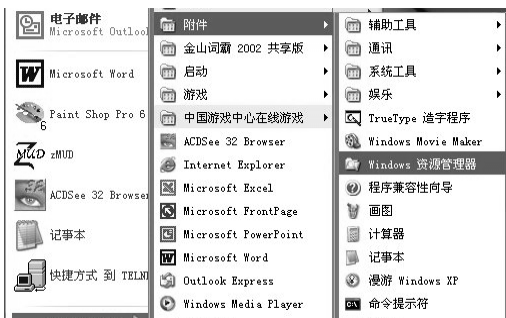 电子邮件
Microsoft Outloo
Microsoft Word
Paint Shop Pro 6
zMUD
ACDSee 32 Browser
记事本
快捷方式 到 TELN
附件
金山词霸 2002 共享版
启动
游戏
中国游戏中心在线游戏
ACDSee 32 Browser
Internet Explorer
Microsoft Excel
Microsoft FrontPage
Microsoft PowerPoint
Microsoft Word
Outlook Express
Windows Media Player
辅助工具
通讯
系统工具
娱乐
TrueType 造字程序
Windows Movie Maker
Windows 资源管理器
程序兼容性向导
画图
计算器
记事本
漫游 Windows XP
命令提示符